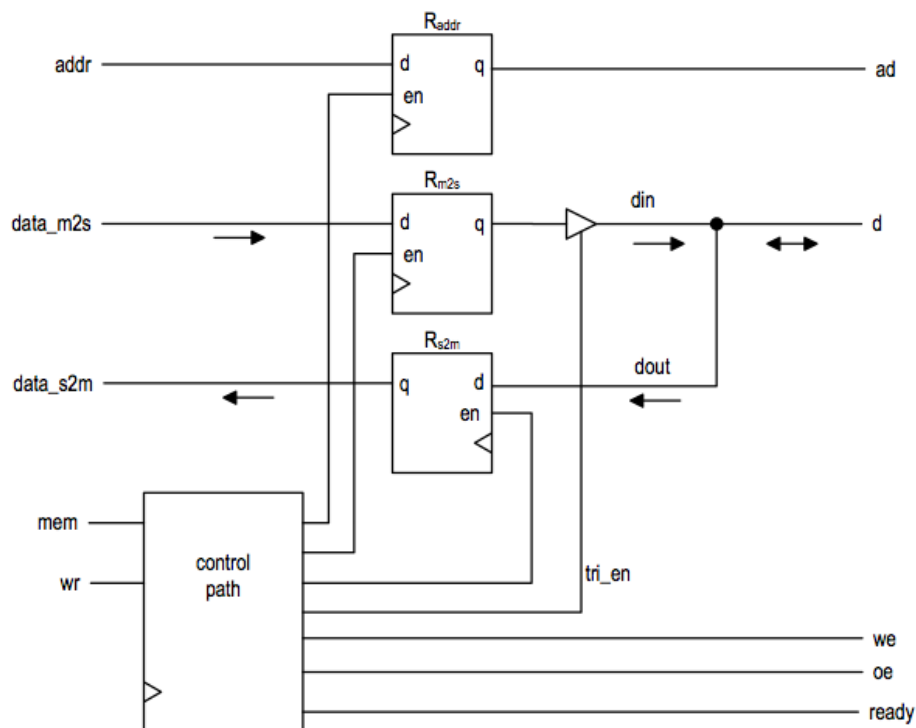 Raddr
addr
d
q
ad
en
Rm2s
data_m2s
d
q
din
d
en
Rs2m
data_s2m
q
d
dout
en
mem
control
path
wr
tri_en
we
oe
ready